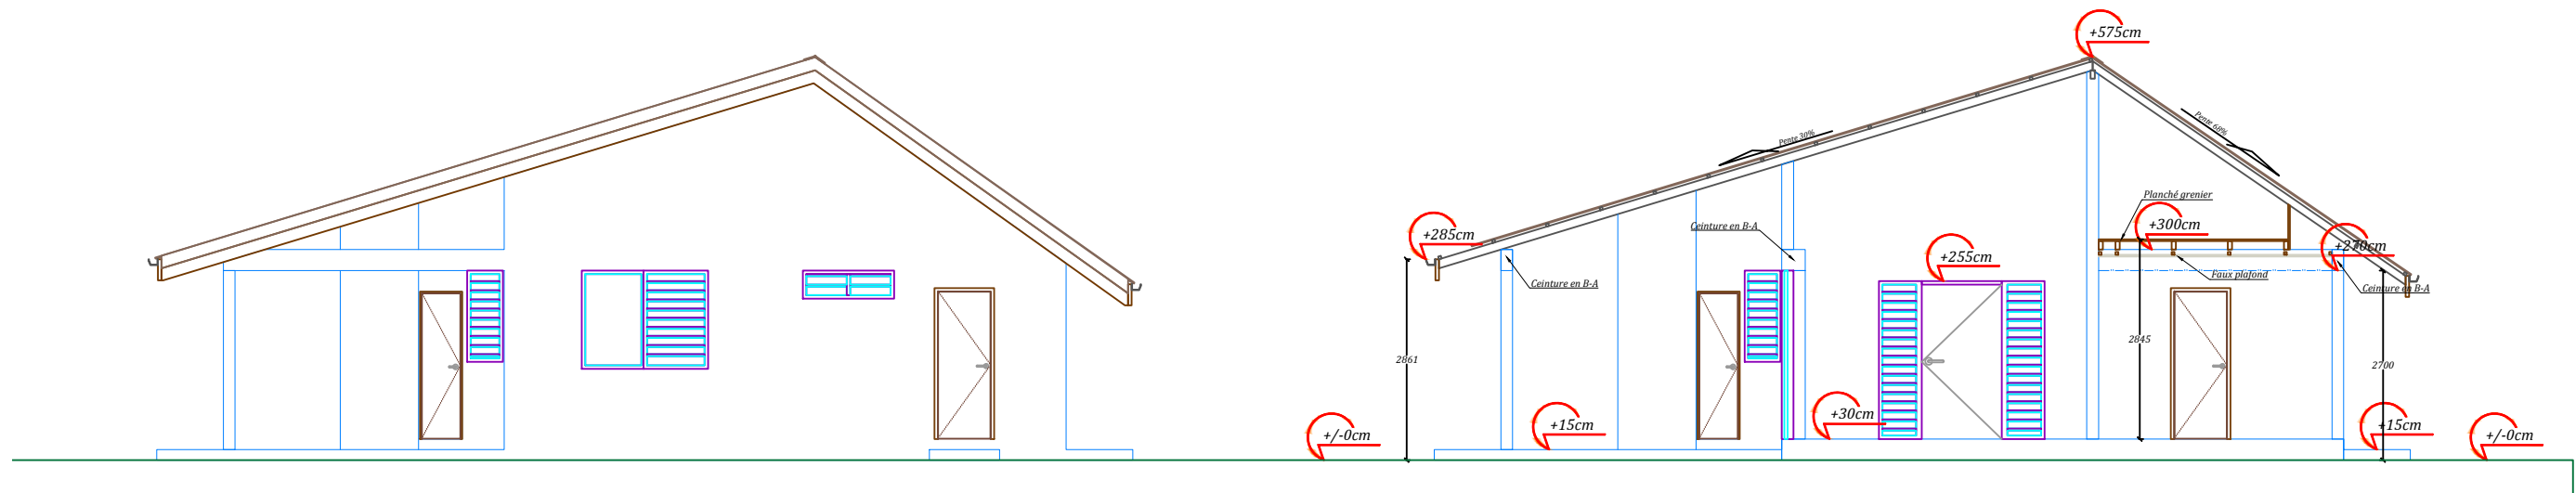 +575cm
Pente 30%
Pente 68%
Planché grenier
+285cm
Ceinture en B-A
+300cm
+270cm
+255cm
Faux plafond
Ceinture en B-A
Ceinture en B-A
2861
2845
2700
+/-0cm
+15cm
+30cm
+15cm
+/-0cm